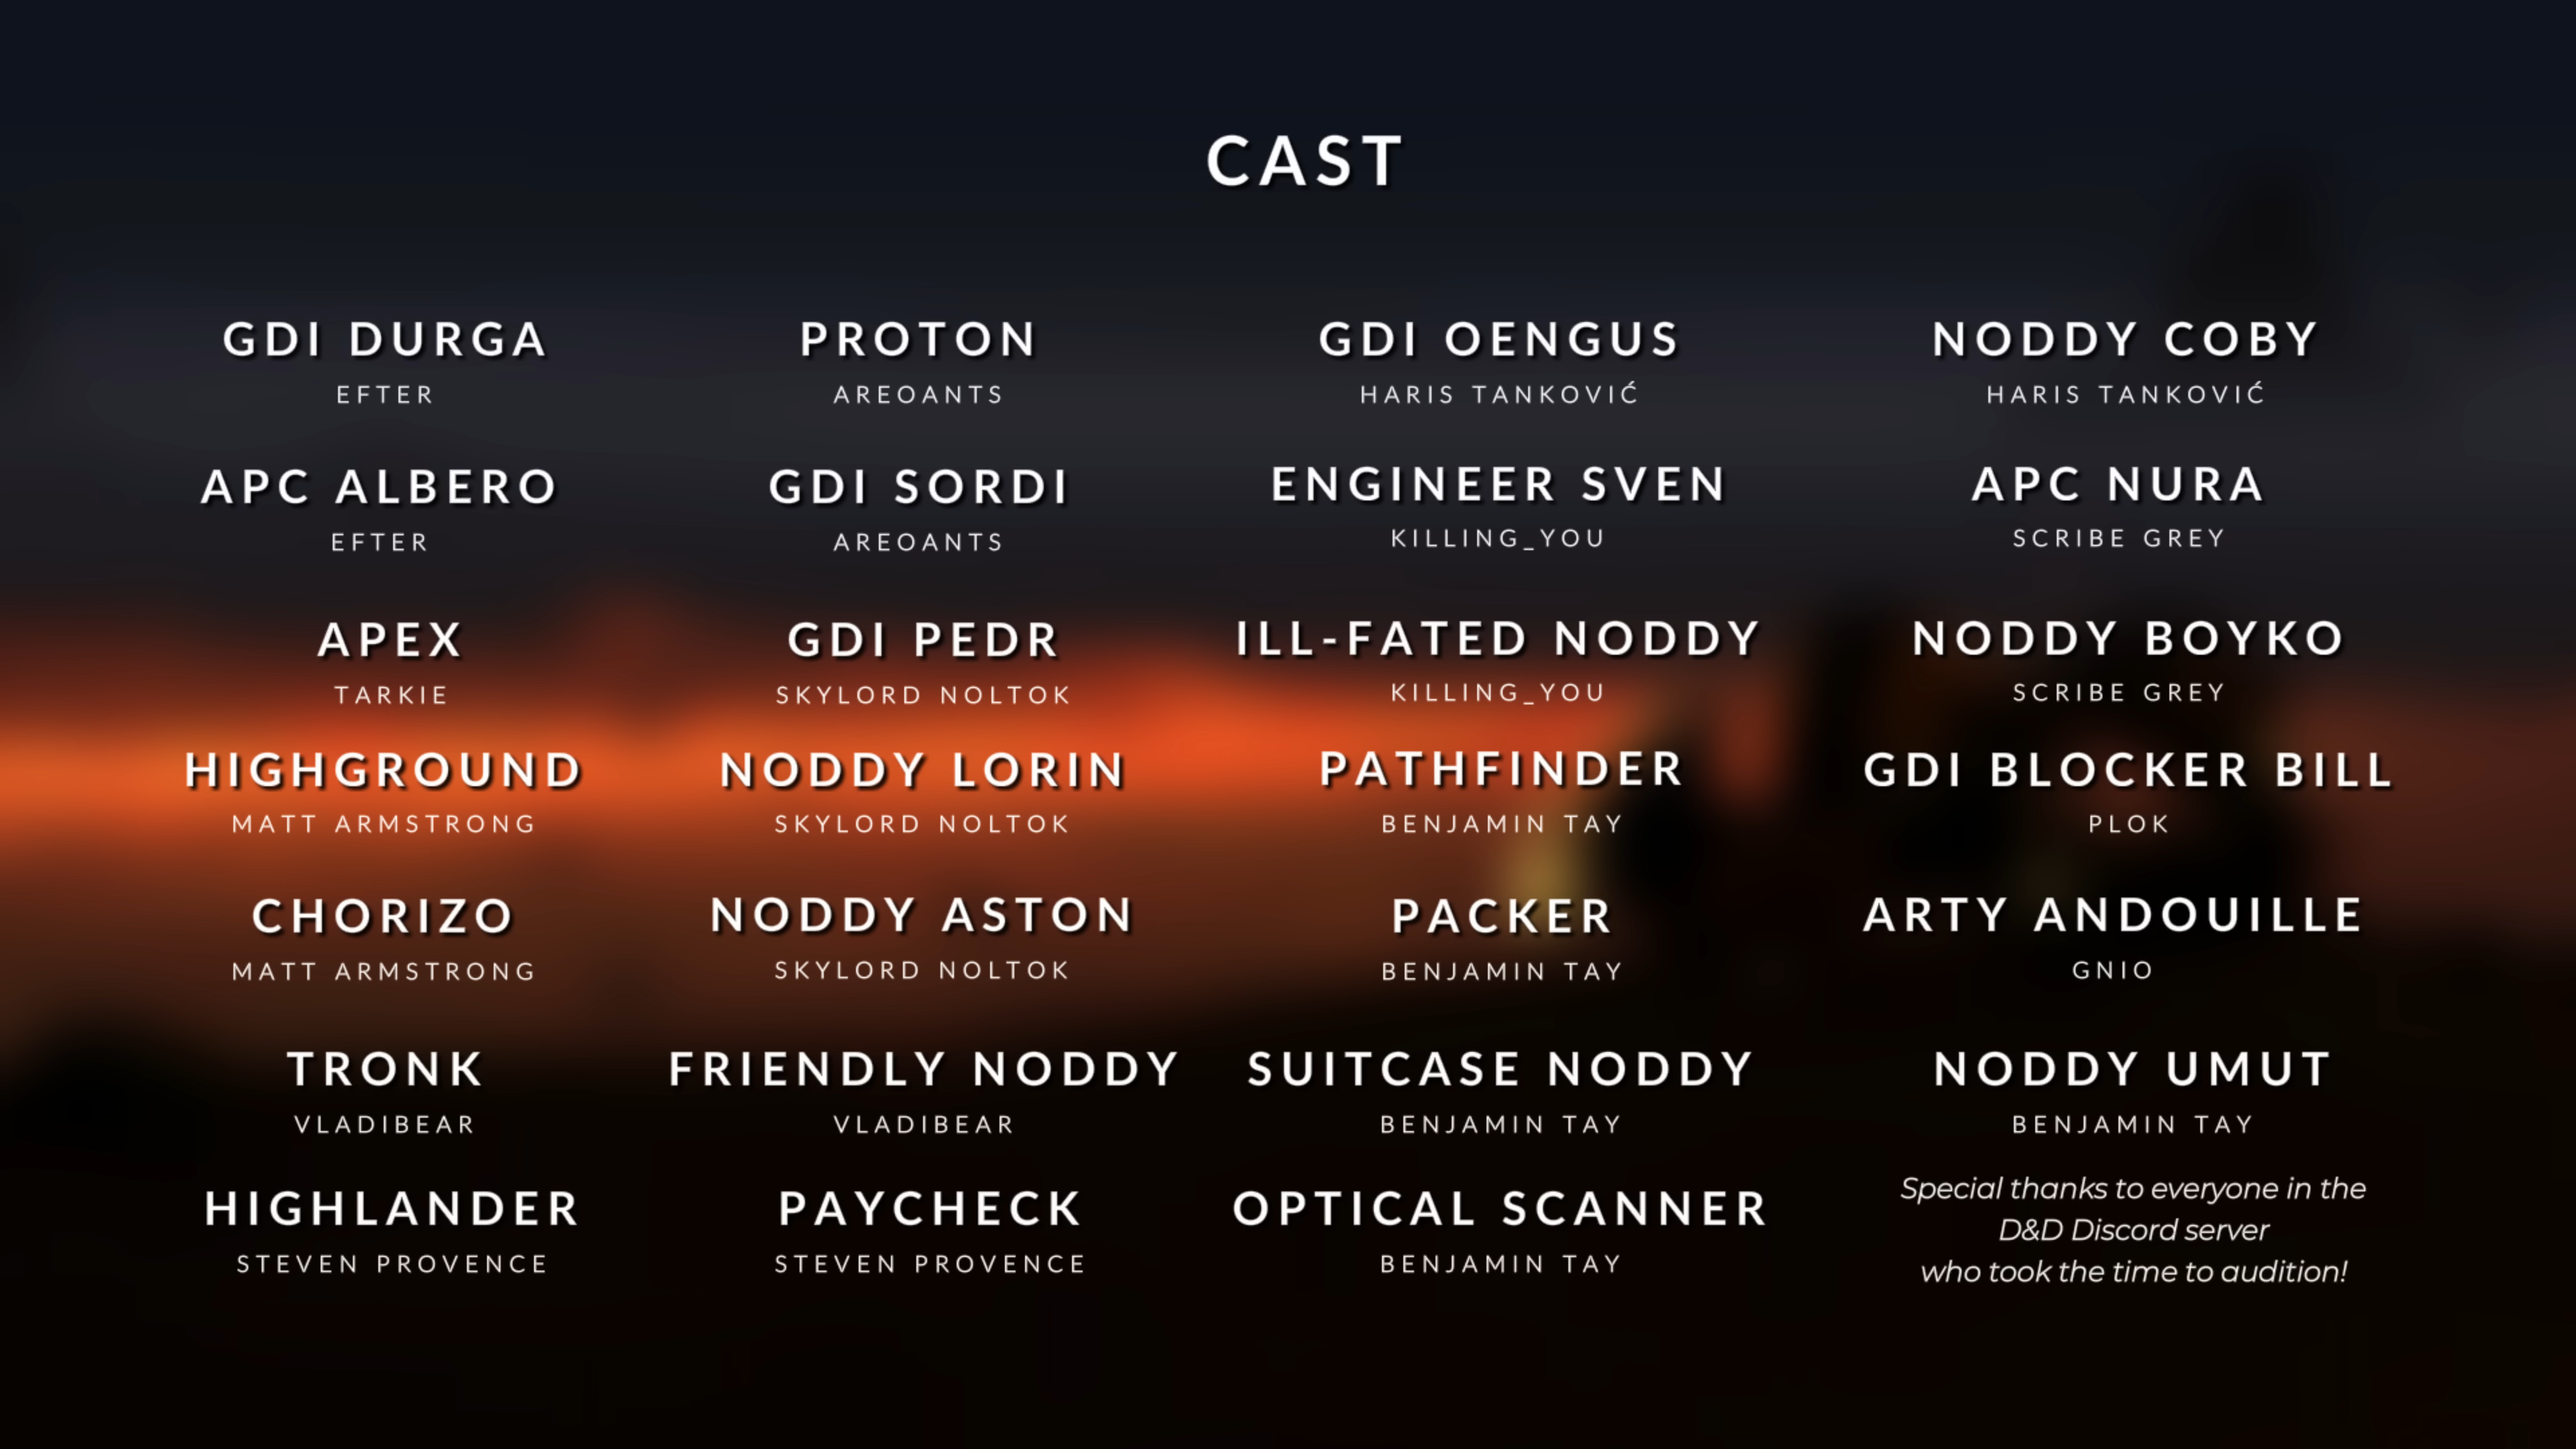 CAST
GDI DURGA
EFTER
PROTON
AREOANTS
GDI OENGUS
HARIS TANKOVIĆ
NODDY COBY
HARIS TANKOVIĆ
APC ALBERO
EFTER
GDI SORDI
AREOANTS
ENGINEER SVEN
KILLING_YOU
APC NURA
SCRIBE GREY
APEX
TARKIE
GDI PEDR
SKYLORD NOLTOK
ILL-FATED NODDY
KILLING_YOU
NODDY BOYKO
SCRIBE GREY
HIGHGROUND
MATT ARMSTRONG
NODDY LORIN
SKYLORD NOLTOK
PATHFINDER
BENJAMIN TAY
GDI BLOCKER BILL
PLOK
CHORIZO
MATT ARMSTRONG
NODDY ASTON
SKYLORD NOLTOK
PACKER
BENJAMIN TAY
ARTY ANDOUILLE
GNIO
TRONK
VLADIBEAR
FRIENDLY NODDY
VLADIBEAR
SUITCASE NODDY
BENJAMIN TAY
NODDY UMUT
BENJAMIN TAY
HIGHLANDER
STEVEN PROVENCE
PAYCHECK
STEVEN PROVENCE
OPTICAL SCANNER
BENJAMIN TAY
Special thanks to everyone in the
D&D Discord server
who took the time to audition!